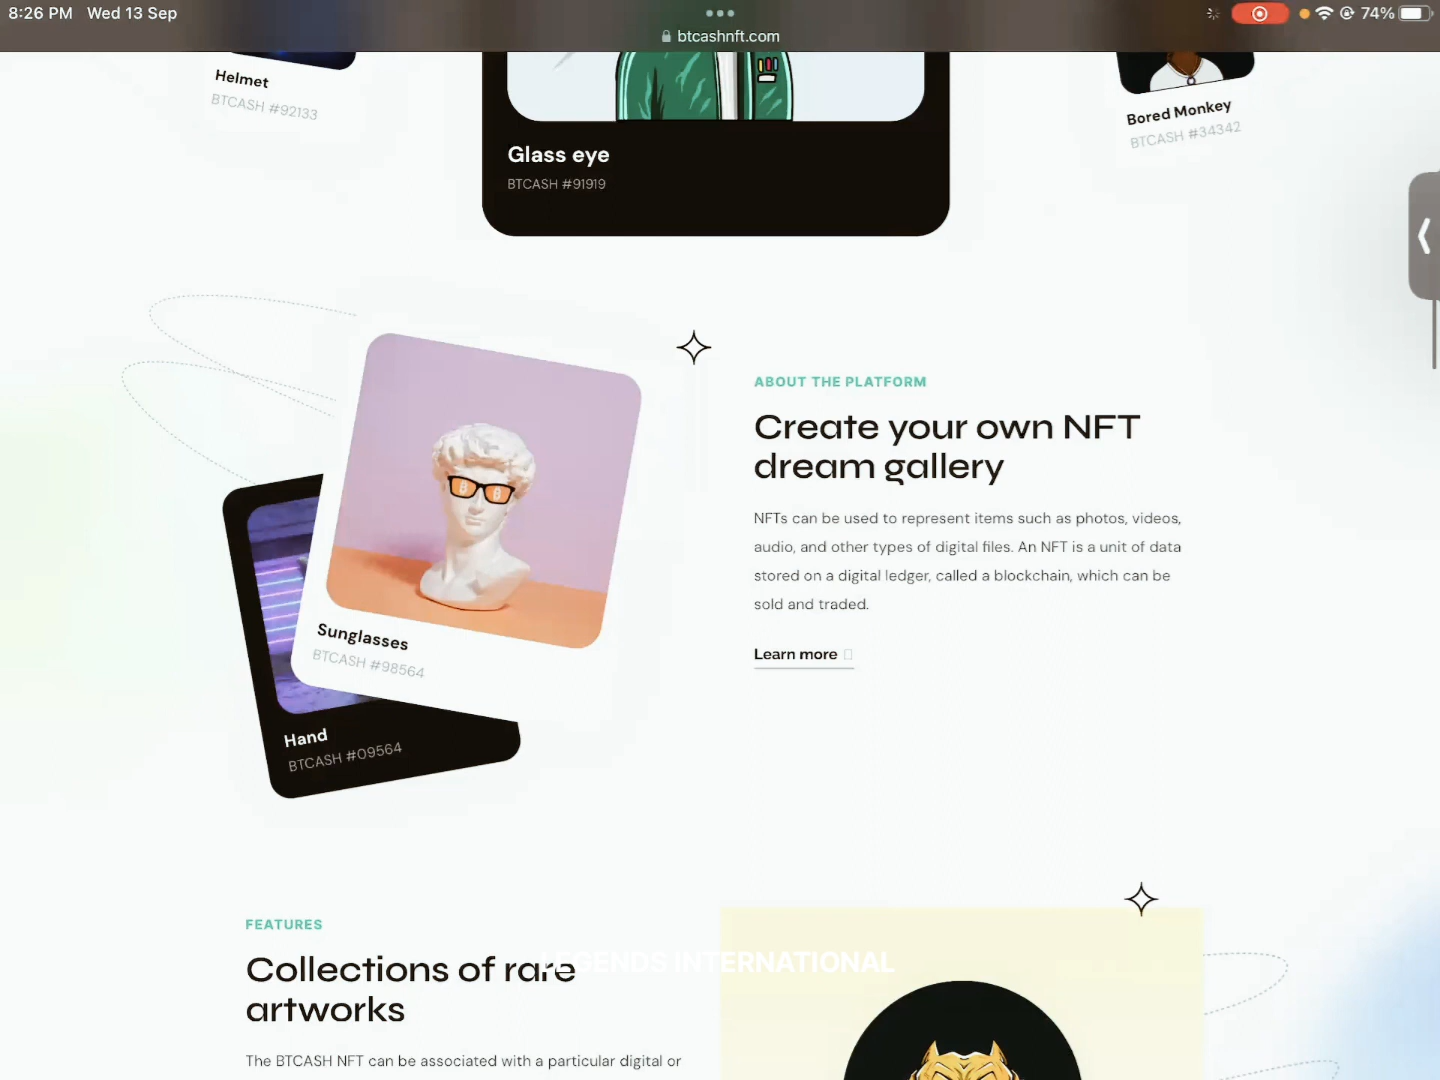 8:26 PM Wed 13 Sep
74%
btcashnft.com
Helmet
BTCASH #92133
Glass eye
BTCASH #91919
Bored Monkey
BTCASH #34342
Sunglasses
BTCASH #98564
Hand
BTCASH #09564
ABOUT THE PLATFORM
Create your own NFT
dream gallery
NFTs can be used to represent items such as photos, videos,
audio, and other types of digital files. An NFT is a unit of data
stored on a digital ledger, called a blockchain, which can be
sold and traded.
Learn more
FEATURES
Collections of rare
artworks
The BTCASH NFT can be associated with a particular digital or
LEGENDS INTERNATIONAL